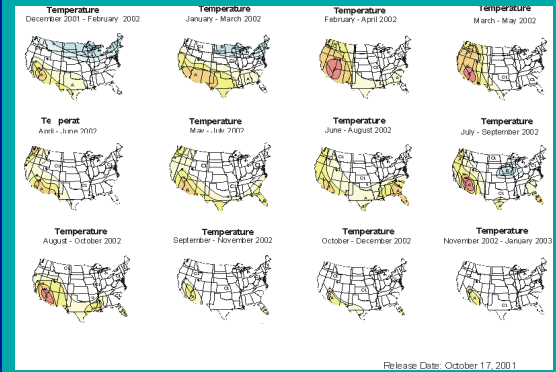 Temperature
December 2001 - February 2002
Temperature
January - March 2002
Temperature
February - April 2002
Temperature
March - May 2002
Te perat
April - June 2002
Temperature
May - July 2002
Temperature
June - August 2002
Temperature
July - September 2002
Temperature
August - October 2002
Temperature
September - November 2002
Temperature
October - December 2002
Temperature
November 2002 - January 2003
Release Date: October 17, 2001